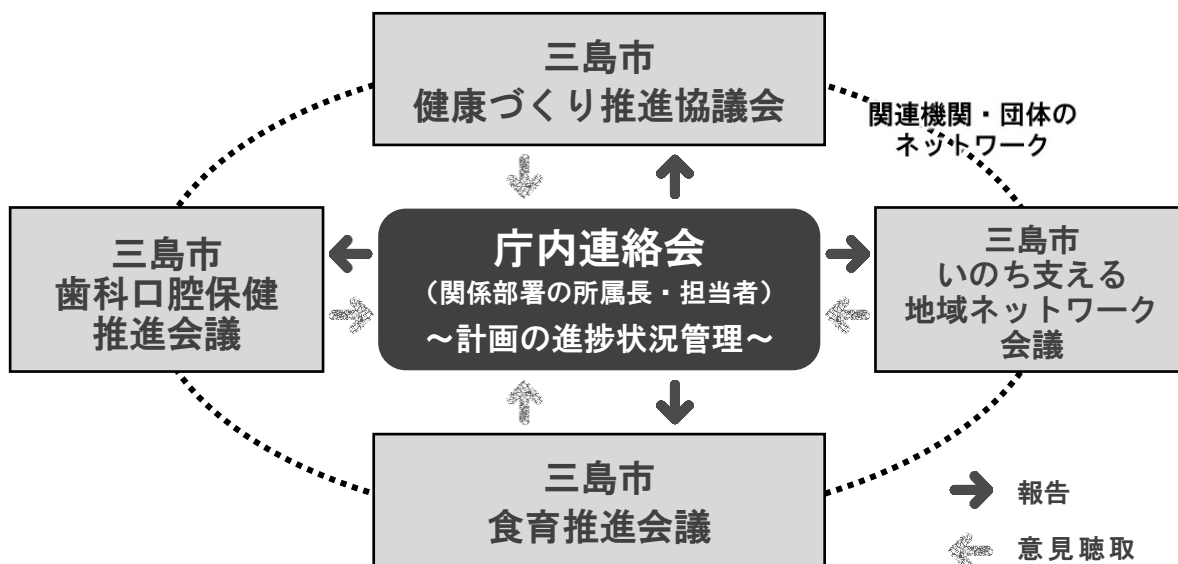 三島市
健康づくり推進協議会
関連機関・団体の
ネットワーク
三島市
歯科口腔保健
推進会議
庁内連絡会
（関係部署の所属長・担当者）
～計画の進捗状況管理～
三島市
いのち支える
地域ネットワーク
会議
三島市
食育推進会議
報告
意見聴取